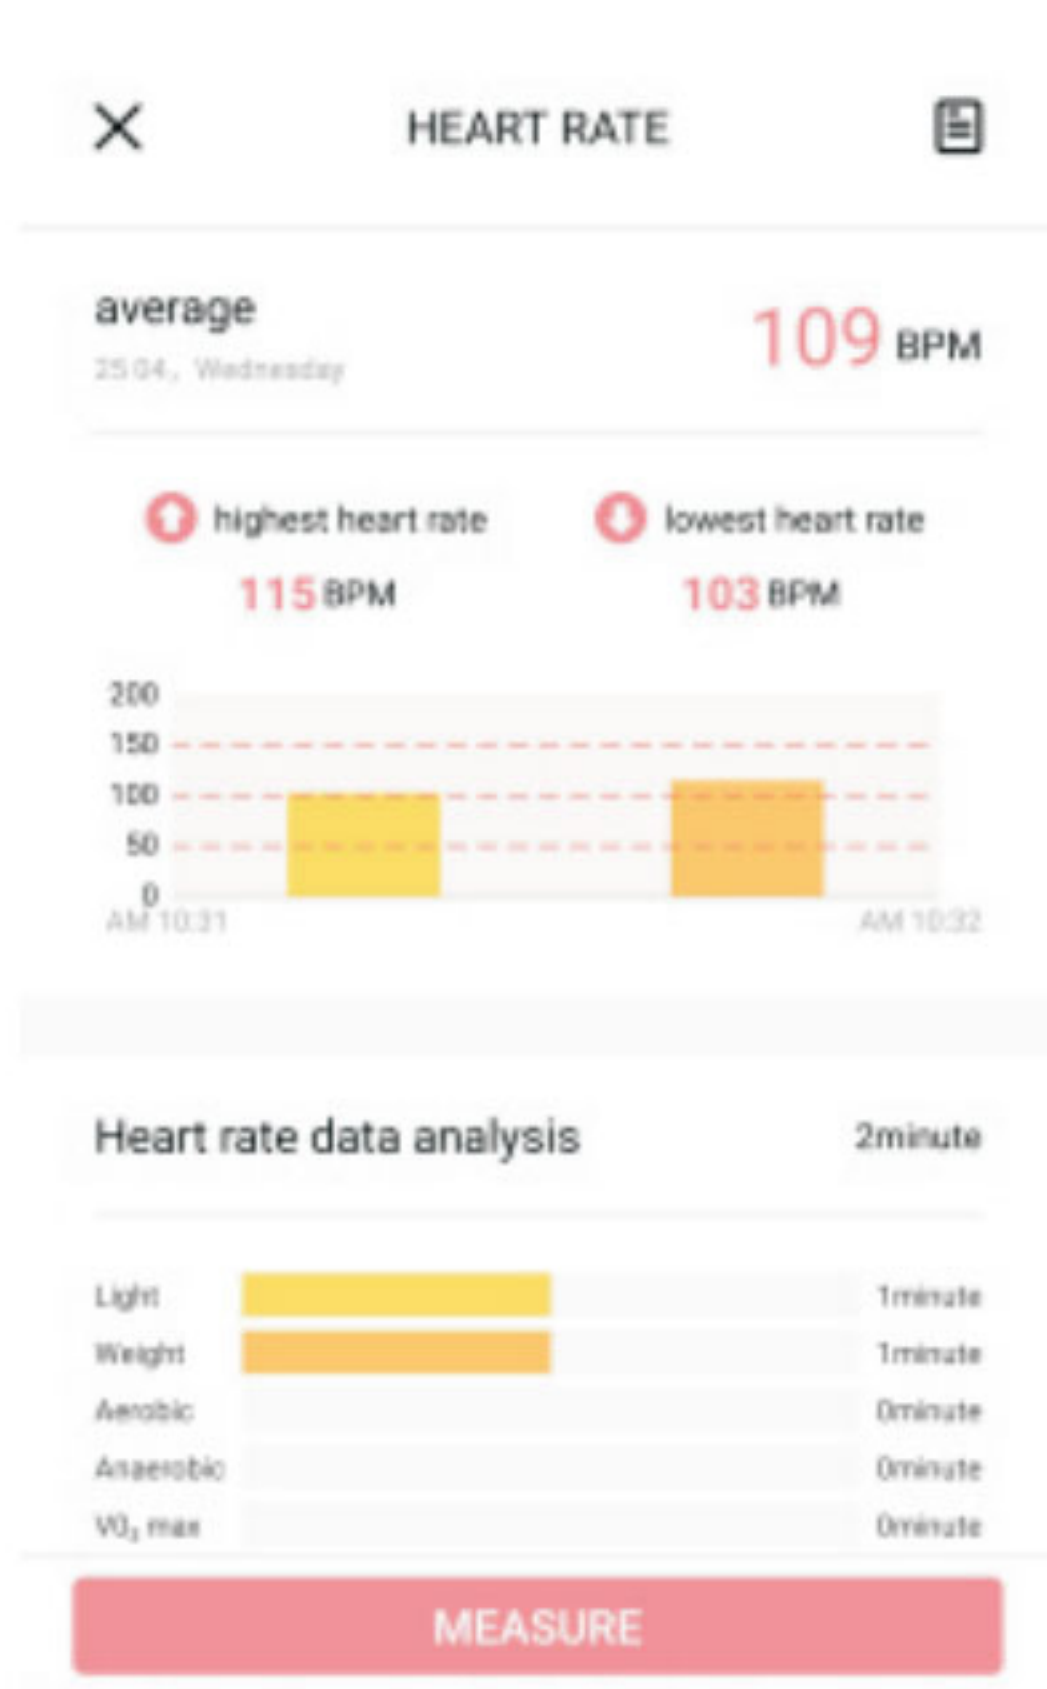 HEART RATE
average
109 BPM
25 04, Wednesday
highest heart rate
lowest heart rate
115 BPM
103 BPM
200
150
100
50
0
AM 10:31
AM 10:32
Heart rate data analysis
2minute
Light
1minute
Weight
1minute
Aerobic
0minute
Anaerobic
0minute
VO₂ max
0minute
MEASURE